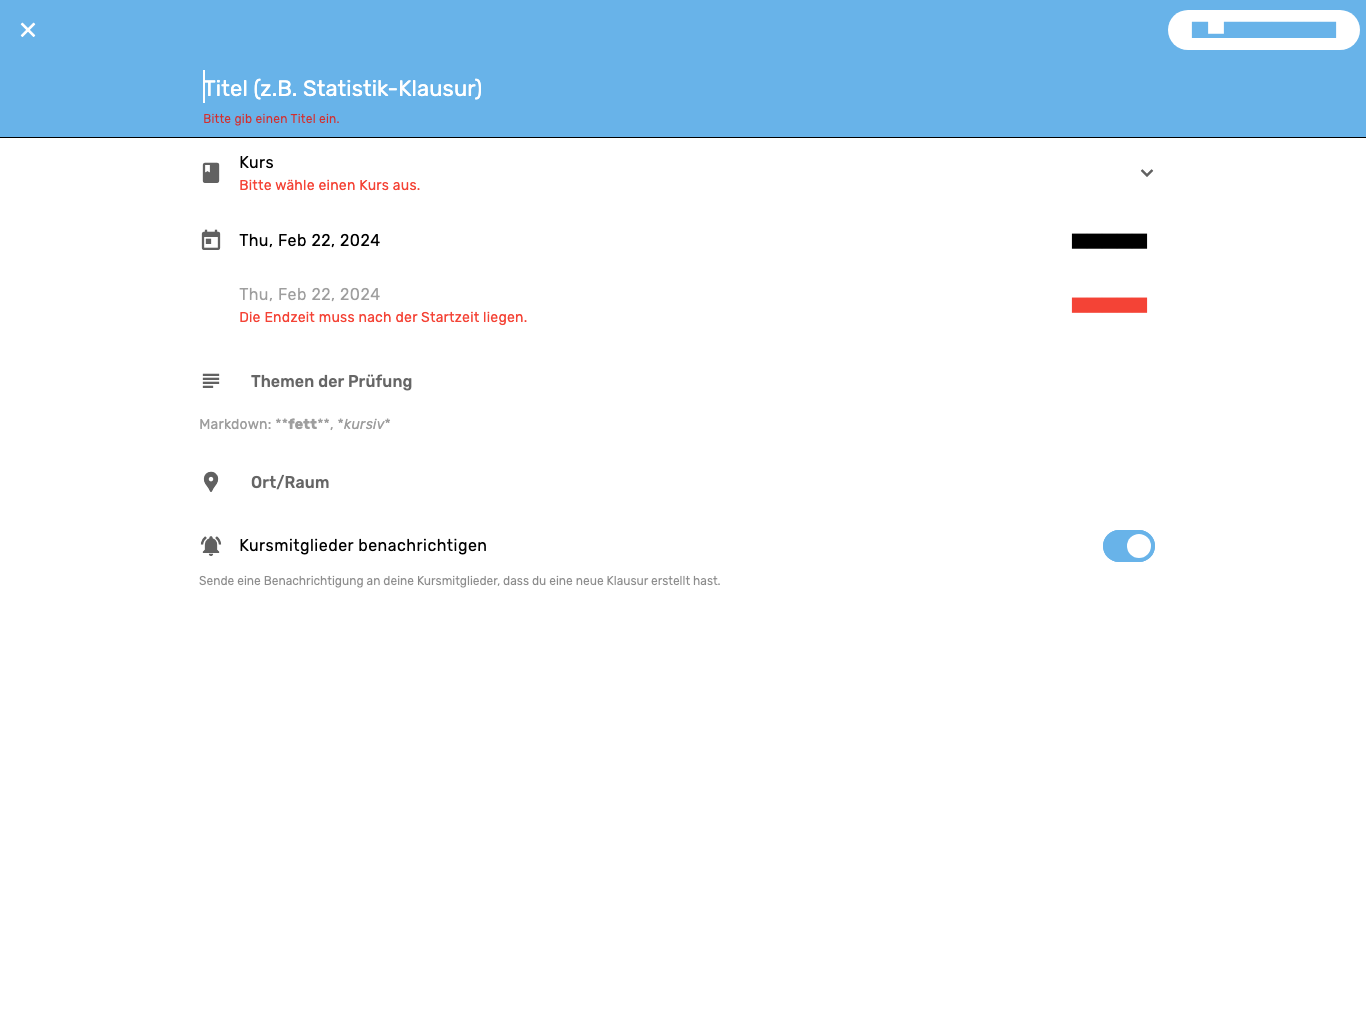 Titel (z.B. Statistik-Klausur)
Bitte gib einen Titel ein.
Kurs
Bitte wähle einen Kurs aus.
Thu, Feb 22, 2024
Thu, Feb 22, 2024
Die Endzeit muss nach der Startzeit liegen.
Themen der Prüfung
Markdown: **fett**, *kursiv*
Ort/Raum
Kursmitglieder benachrichtigen
Sende eine Benachrichtigung an deine Kursmitglieder, dass du eine neue Klausur erstellt hast.